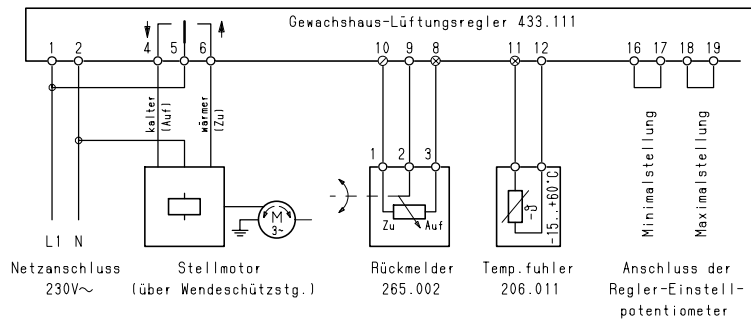 Gewachshaus-Lüftungsregler 433.111
1 2 4 5 6 10 9 8 11 12 16 17 18 19
kalter
(Auf)
wärmer
(Zu)
1 2 3
Zu Auf
M
3~
-ϑ
-15...+60°C
Minimalstellung
Maximalstellung
L1 N
Netzanschluss
230V~
Stellmotor
(über Wendeschützstg.)
Rückmelder
265.002
Temp.fuhler
206.011
Anschluss der
Regler-Einstell-
potentiometer